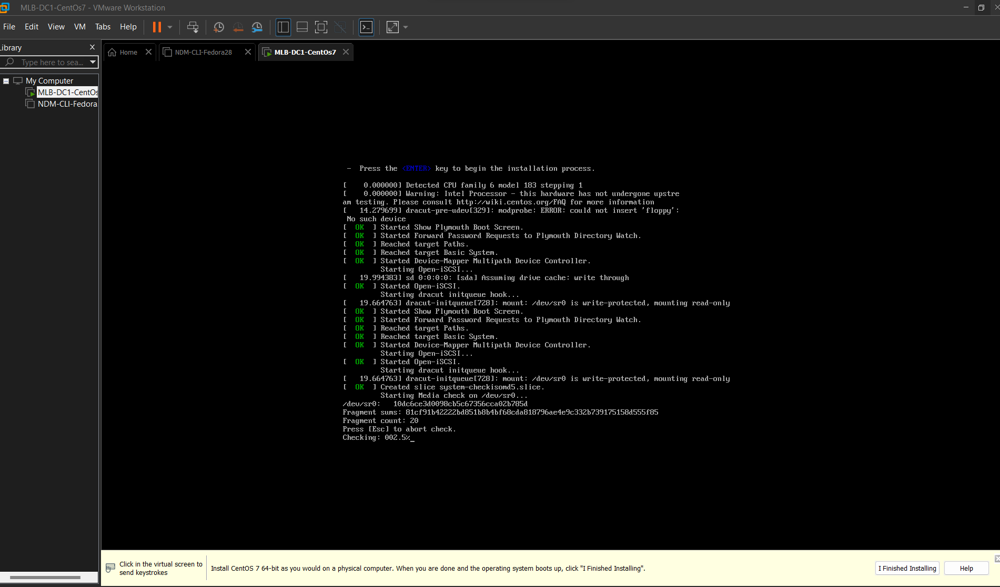 MLB-DC1-CentOs7 - VMware Workstation
File Edit View VM Tabs Help
Library
Type here to sea...
My Computer
MLB-DC1-CentOs
NDM-CLI-Fedora
Home NDM-CLI-Fedora28 MLB-DC1-CentOs7
- Press the <ENTER> key to begin the installation process.
[ 0.000000] Detected CPU family 6 model 183 stepping 1
[ 0.000000] Warning: Intel Processor - this hardware has not undergone upstre
am testing. Please consult http://wiki.centos.org/FAQ for more information
[ 14.279699] dracut-pre-udev[329]: modprobe: ERROR: could not insert 'floppy':
No such device
[ OK ] Started Show Plymouth Boot Screen.
[ OK ] Started Forward Password Requests to Plymouth Directory Watch.
[ OK ] Reached target Paths.
[ OK ] Reached target Basic System.
[ OK ] Started Device-Mapper Multipath Device Controller.
Starting Open-iSCSI...
[ 19.994383] sd 0:0:0:0: [sda] Assuming drive cache: write through
[ OK ] Started Open-iSCSI.
Starting dracut initqueue hook...
[ 19.664763] dracut-initqueue[728]: mount: /dev/sr0 is write-protected, mounting read-only
[ OK ] Started Show Plymouth Boot Screen.
[ OK ] Started Forward Password Requests to Plymouth Directory Watch.
[ OK ] Reached target Paths.
[ OK ] Reached target Basic System.
[ OK ] Started Device-Mapper Multipath Device Controller.
Starting Open-iSCSI...
[ OK ] Started Open-iSCSI.
Starting dracut initqueue hook...
[ 19.664763] dracut-initqueue[728]: mount: /dev/sr0 is write-protected, mounting read-only
[ OK ] Created slice system-checkisomd5.slice.
Starting Media check on /dev/sr0...
/dev/sr0: 10dc6ce3d0098cb5c67356cca02b785d
Fragment sums: 81cf91b42222bd851b8b4bf68cda818796ae4e9c332b739175158d555f85
Fragment count: 20
Press [Esc] to abort check.
Checking: 002.5%_
Click in the virtual screen to
send keystrokes
Install CentOS 7 64-bit as you would on a physical computer. When you are done and the operating system boots up, click "I Finished Installing".
I Finished Installing Help